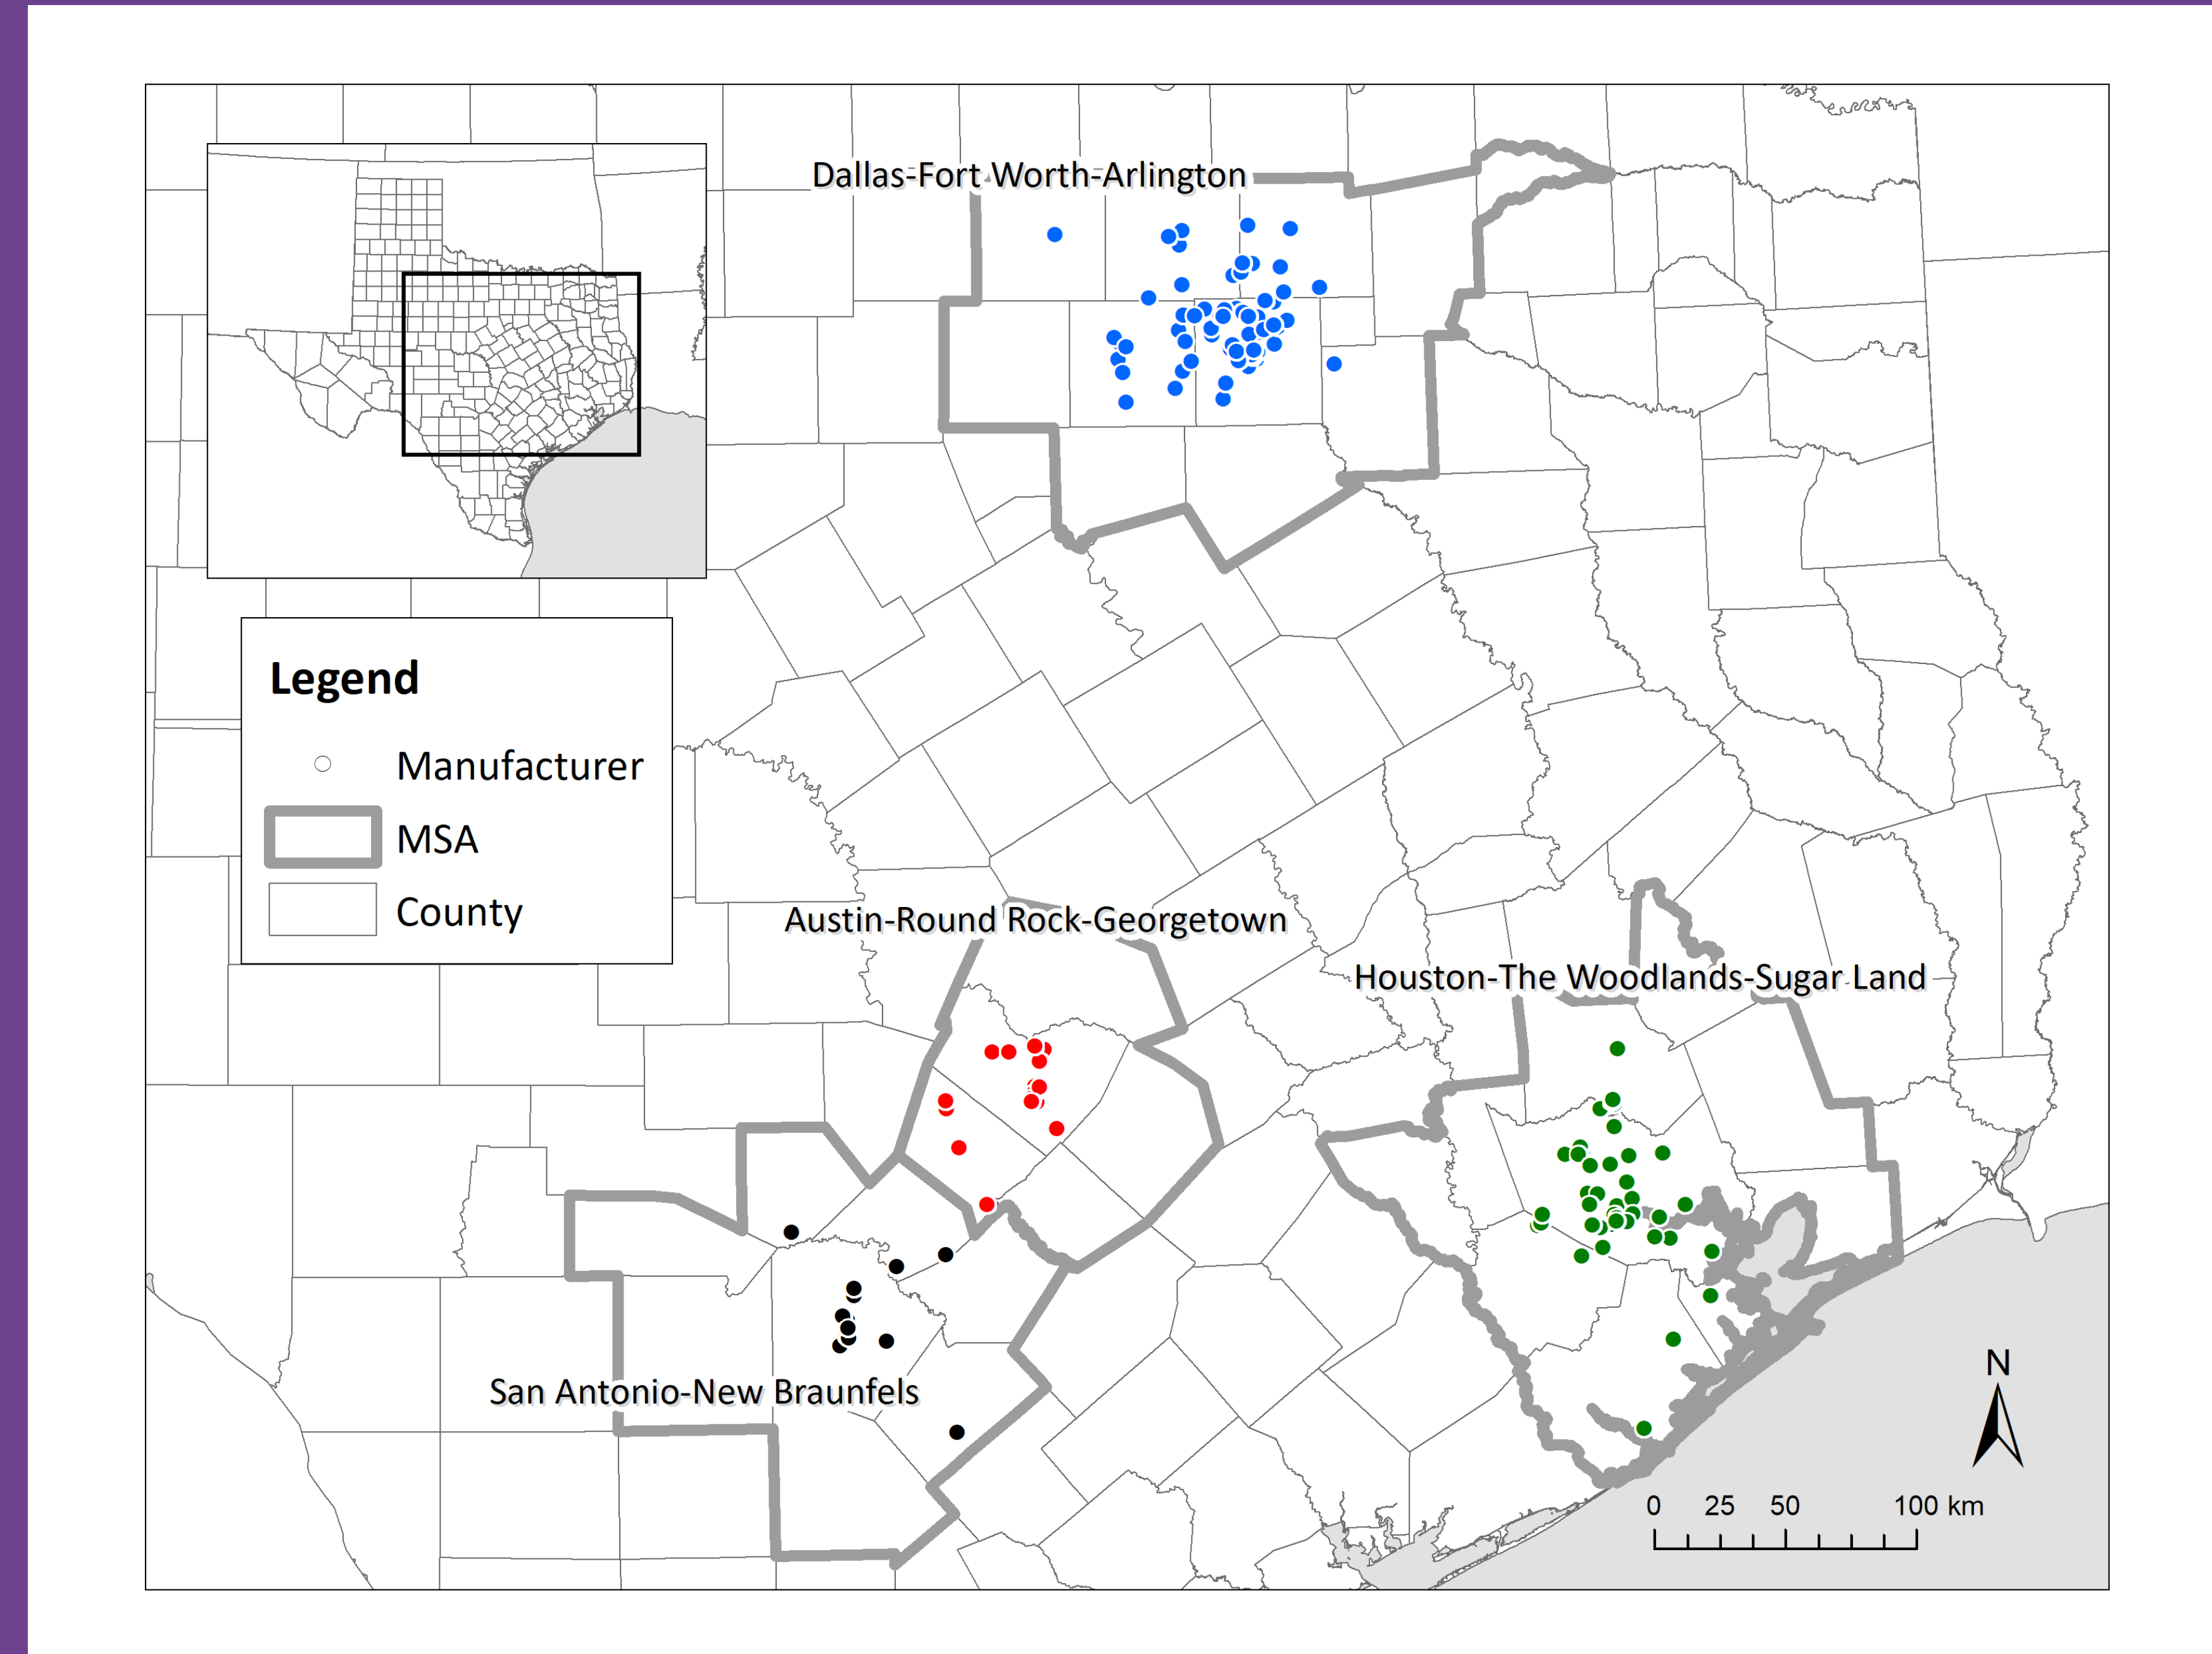 Dallas-Fort Worth-Arlington
Legend
Manufacturer
MSA
County
Austin-Round Rock-Georgetown
Houston-The Woodlands-Sugar Land
San Antonio-New Braunfels
N
0 25 50 100 km